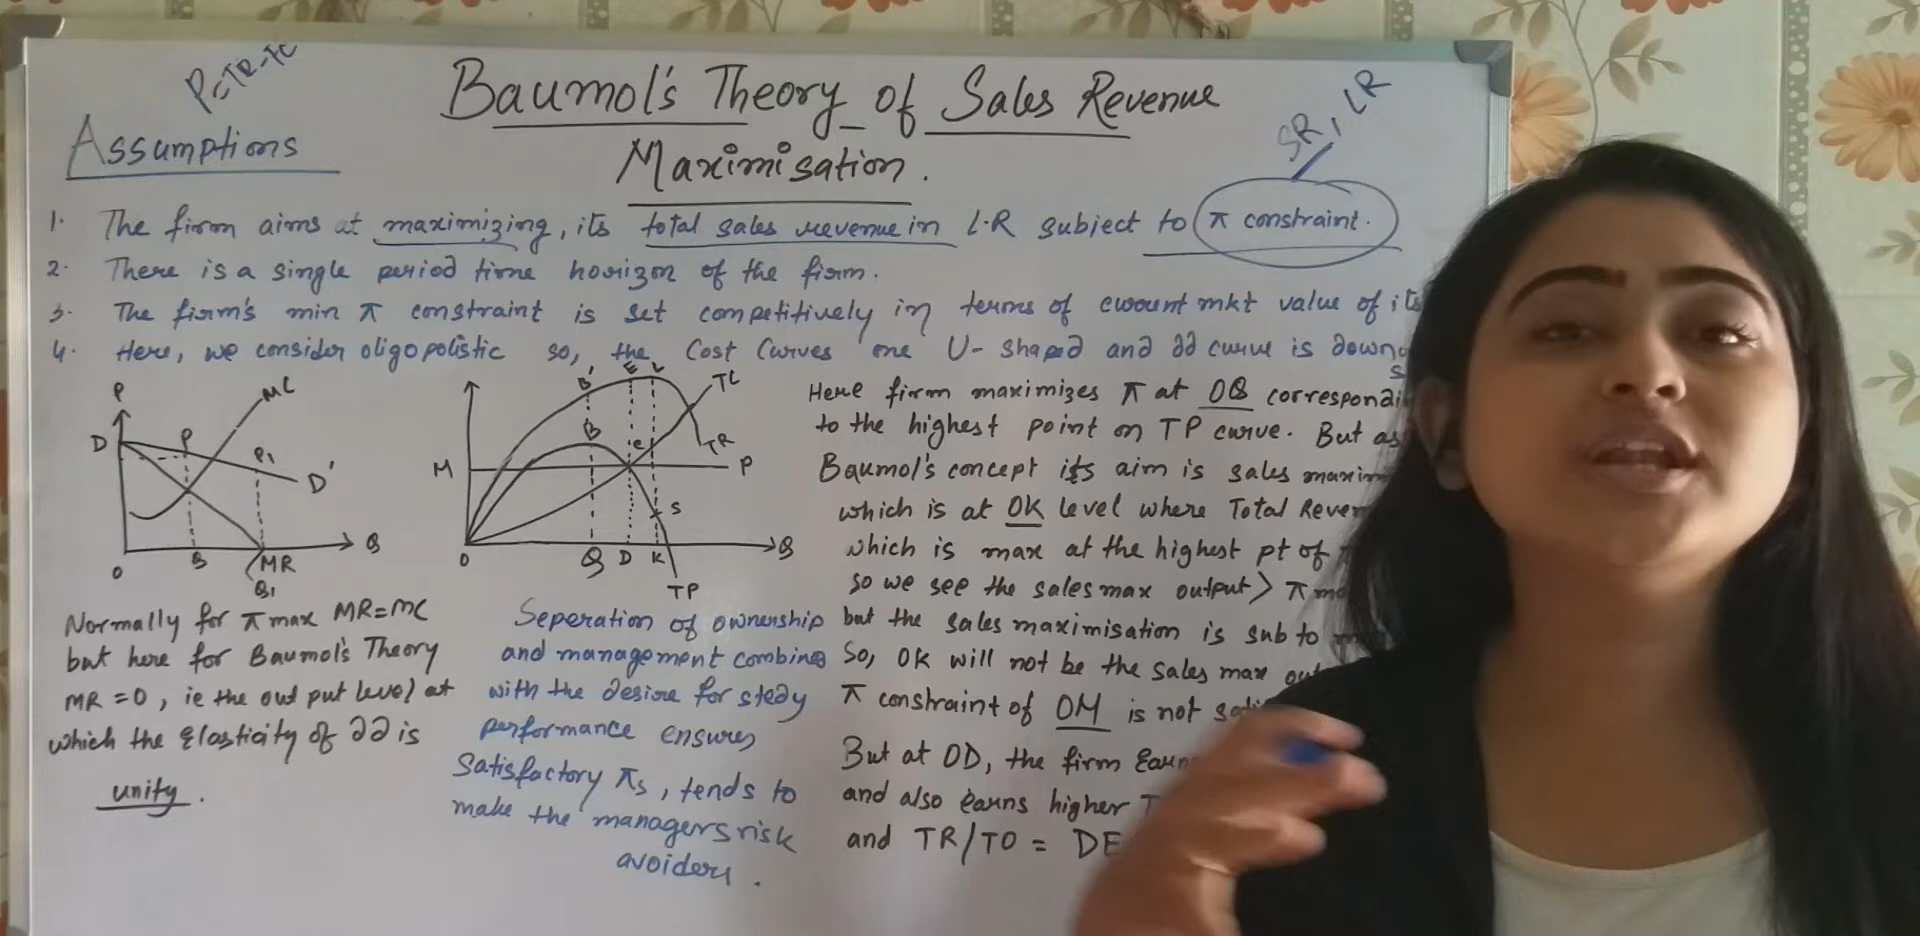 P=TR-TC
Baumol's Theory of Sales Revenue
Maximisation.
SR, LR
Assumptions
1. The firm aims at maximizing, its total sales revenue in L.R subject to π constraint.
2. There is a single period time horizon of the firm.
3. The firm's min π constraint is set competitively in terms of current mkt value of its
4. Here, we consider oligopolistic so, the Cost Curves are U-shaped and dd curve is down
P
D
P
P1
MC
D'
O
B
MR
Q1
Q
M
B'
E
L
TC
B
e
TR
P
S
O
Q
D
K
Q
TP
Normally for π max MR=MC
but here for Baumol's Theory
MR=0, ie the out put level at
which the Elasticity of dd is
unity.
Seperation of ownership
and management combined
with the desire for stedy
performance ensures
Satisfactory πs, tends to
make the managers risk
avoiders.
Here firm maximizes π at OQ
to the highest point on TP curve. But as
Baumol's concept its aim is sales
which is at OK level where Total
which is max at the highest pt of
so we see the sales max output > π
but the sales maximisation is sub to
So, OK will not be the sales max
π constraint of OM is not
But at OD, the firm
and also earns higher
and TR/TO = DE